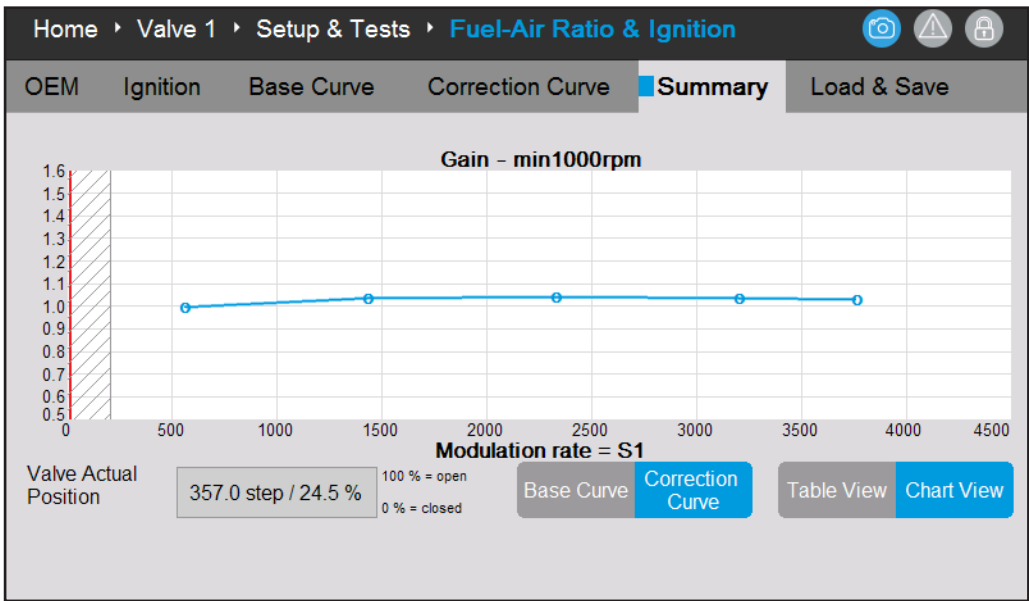 Home ‣ Valve 1 ‣ Setup & Tests ‣ Fuel-Air Ratio & Ignition
OEM Ignition Base Curve Correction Curve Summary Load & Save
Gain - min1000rpm
1.6
1.5
1.4
1.3
1.2
1.1
1.0
0.9
0.8
0.7
0.6
0.5
0 500 1000 1500 2000 2500 3000 3500 4000 4500
Modulation rate = S1
Valve Actual
Position
357.0 step / 24.5 %
100 % = open
0 % = closed
Base Curve
Correction
Curve
Table View
Chart View